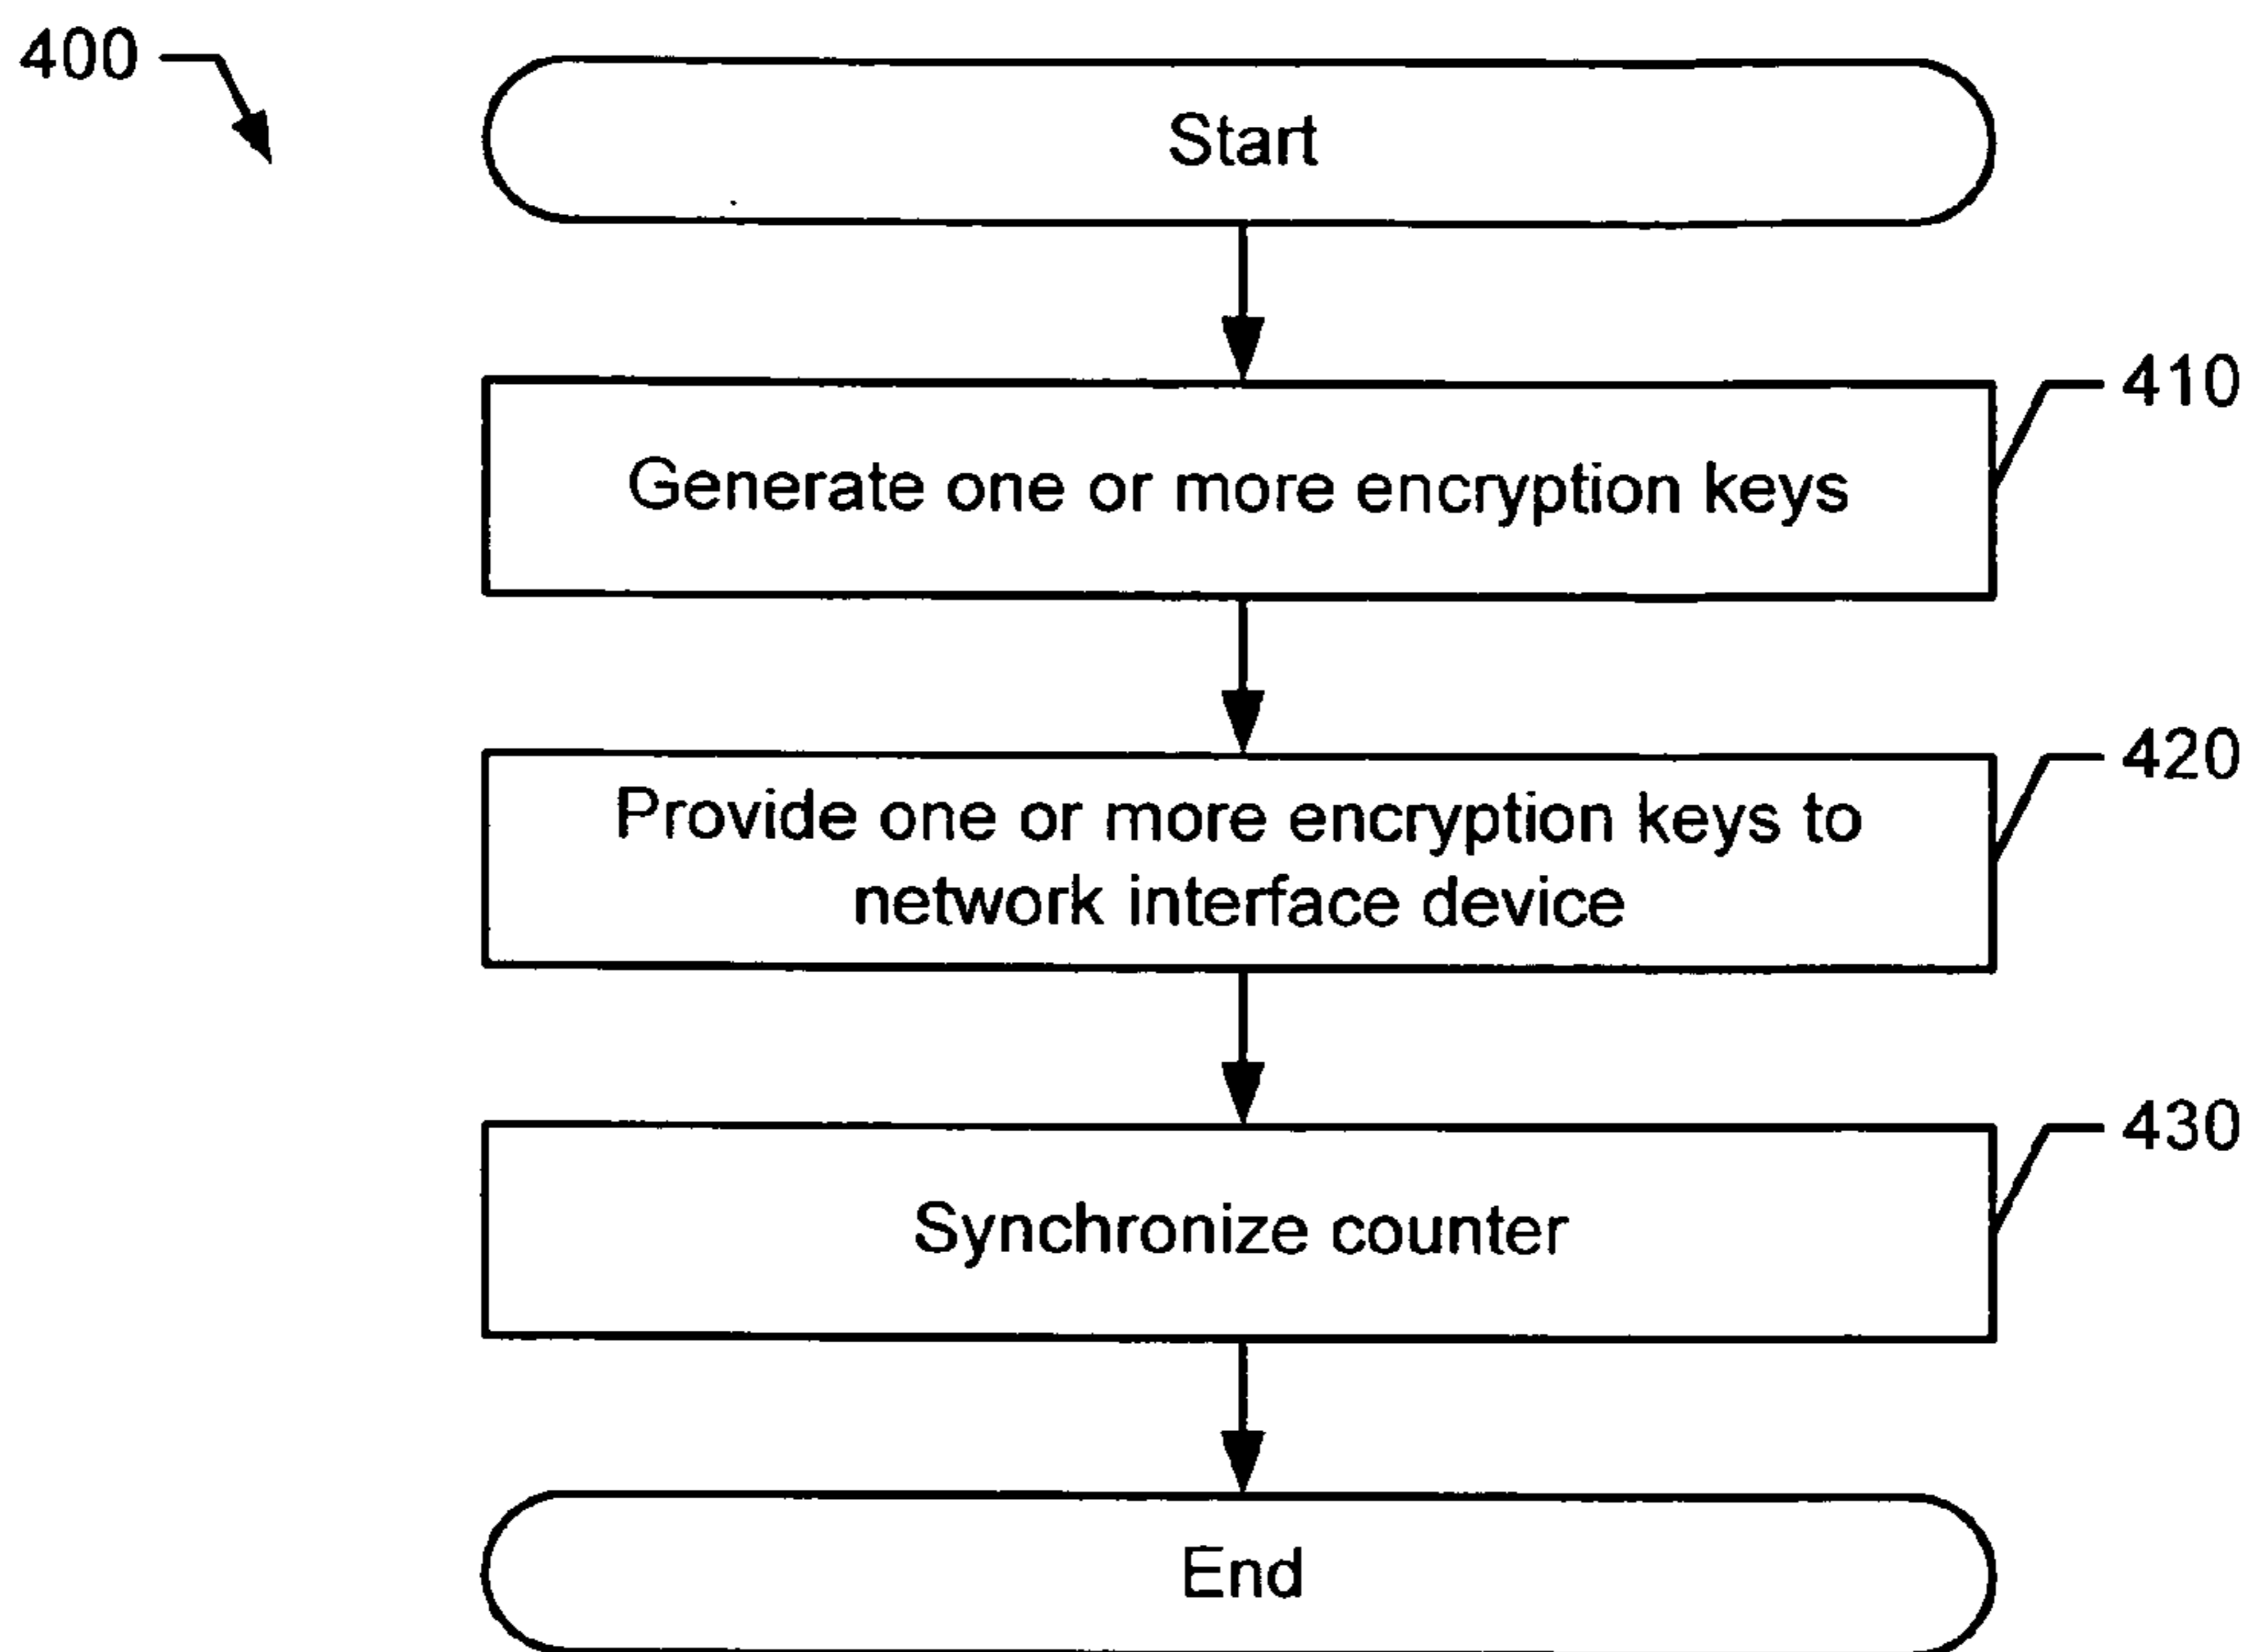 400
Start
410
Generate one or more encryption keys
420
Provide one or more encryption keys to
network interface device
430
Synchronize counter
End